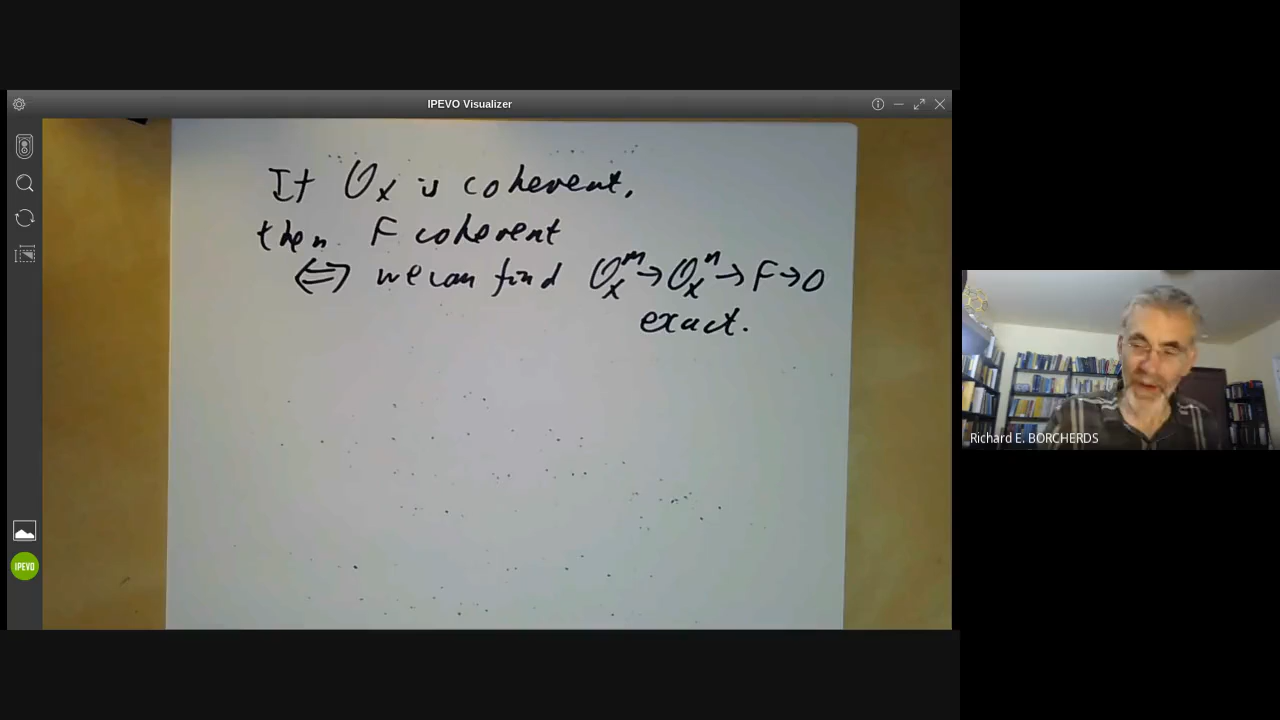 IPEVO Visualizer
If O_X is coherent,
then F coherent
⇔ we can find O_X^m → O_X^n → F → 0
exact.
IPEVO
Richard E. BORCHERDS